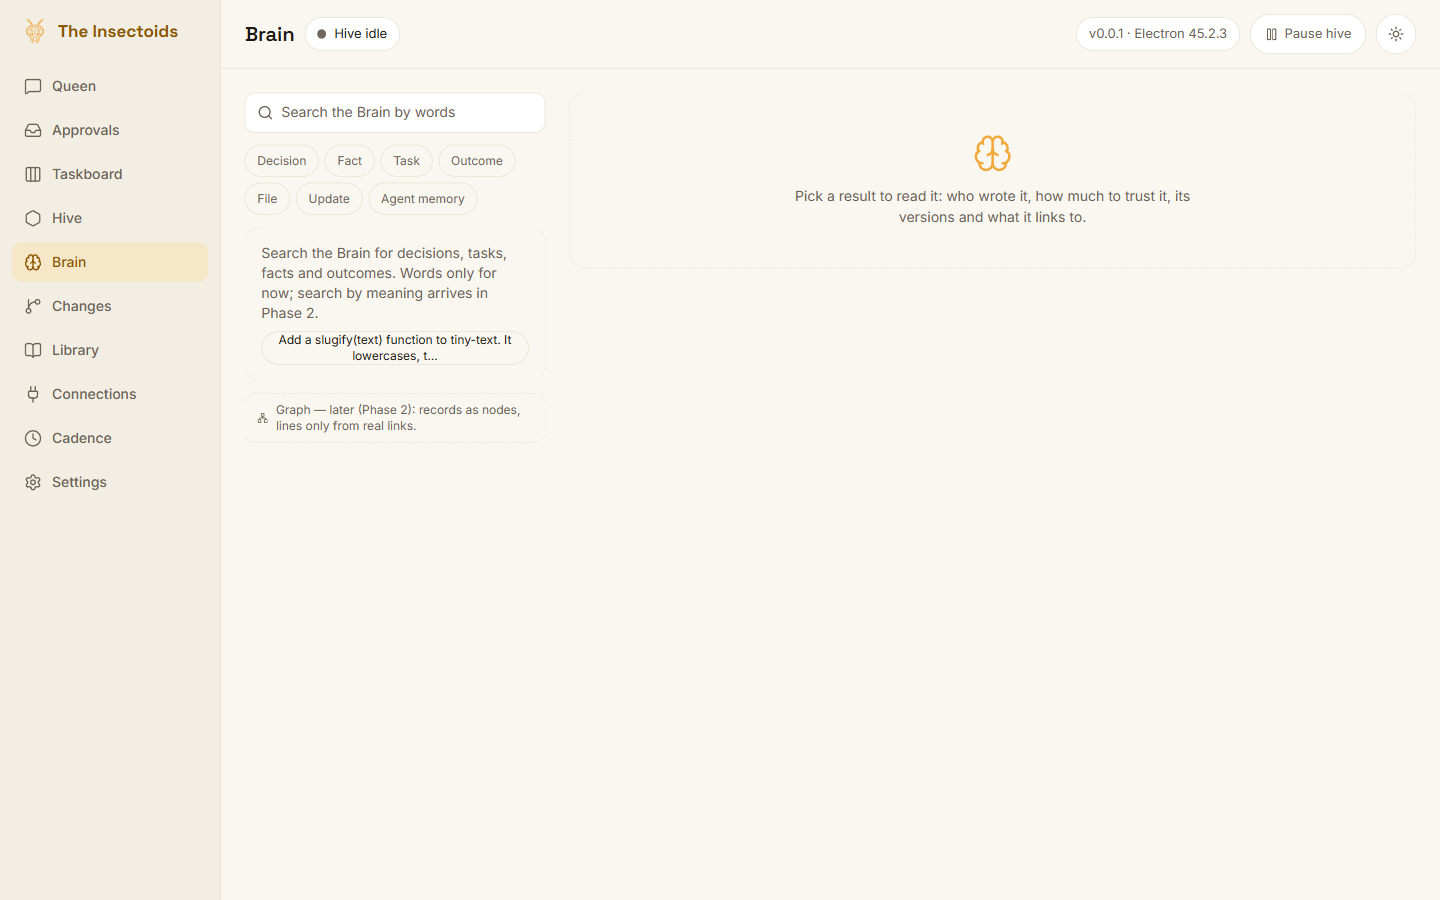 The Insectoids
Queen
Approvals
Taskboard
Hive
Brain
Changes
Library
Connections
Cadence
Settings
Brain
Hive idle
v0.0.1 · Electron 45.2.3
Pause hive
Search the Brain by words
Decision
Fact
Task
Outcome
File
Update
Agent memory
Search the Brain for decisions, tasks,
facts and outcomes. Words only for
now; search by meaning arrives in
Phase 2.
Add a slugify(text) function to tiny-text. It
lowercases, t...
Graph — later (Phase 2): records as nodes,
lines only from real links.
Pick a result to read it: who wrote it, how much to trust it, its
versions and what it links to.